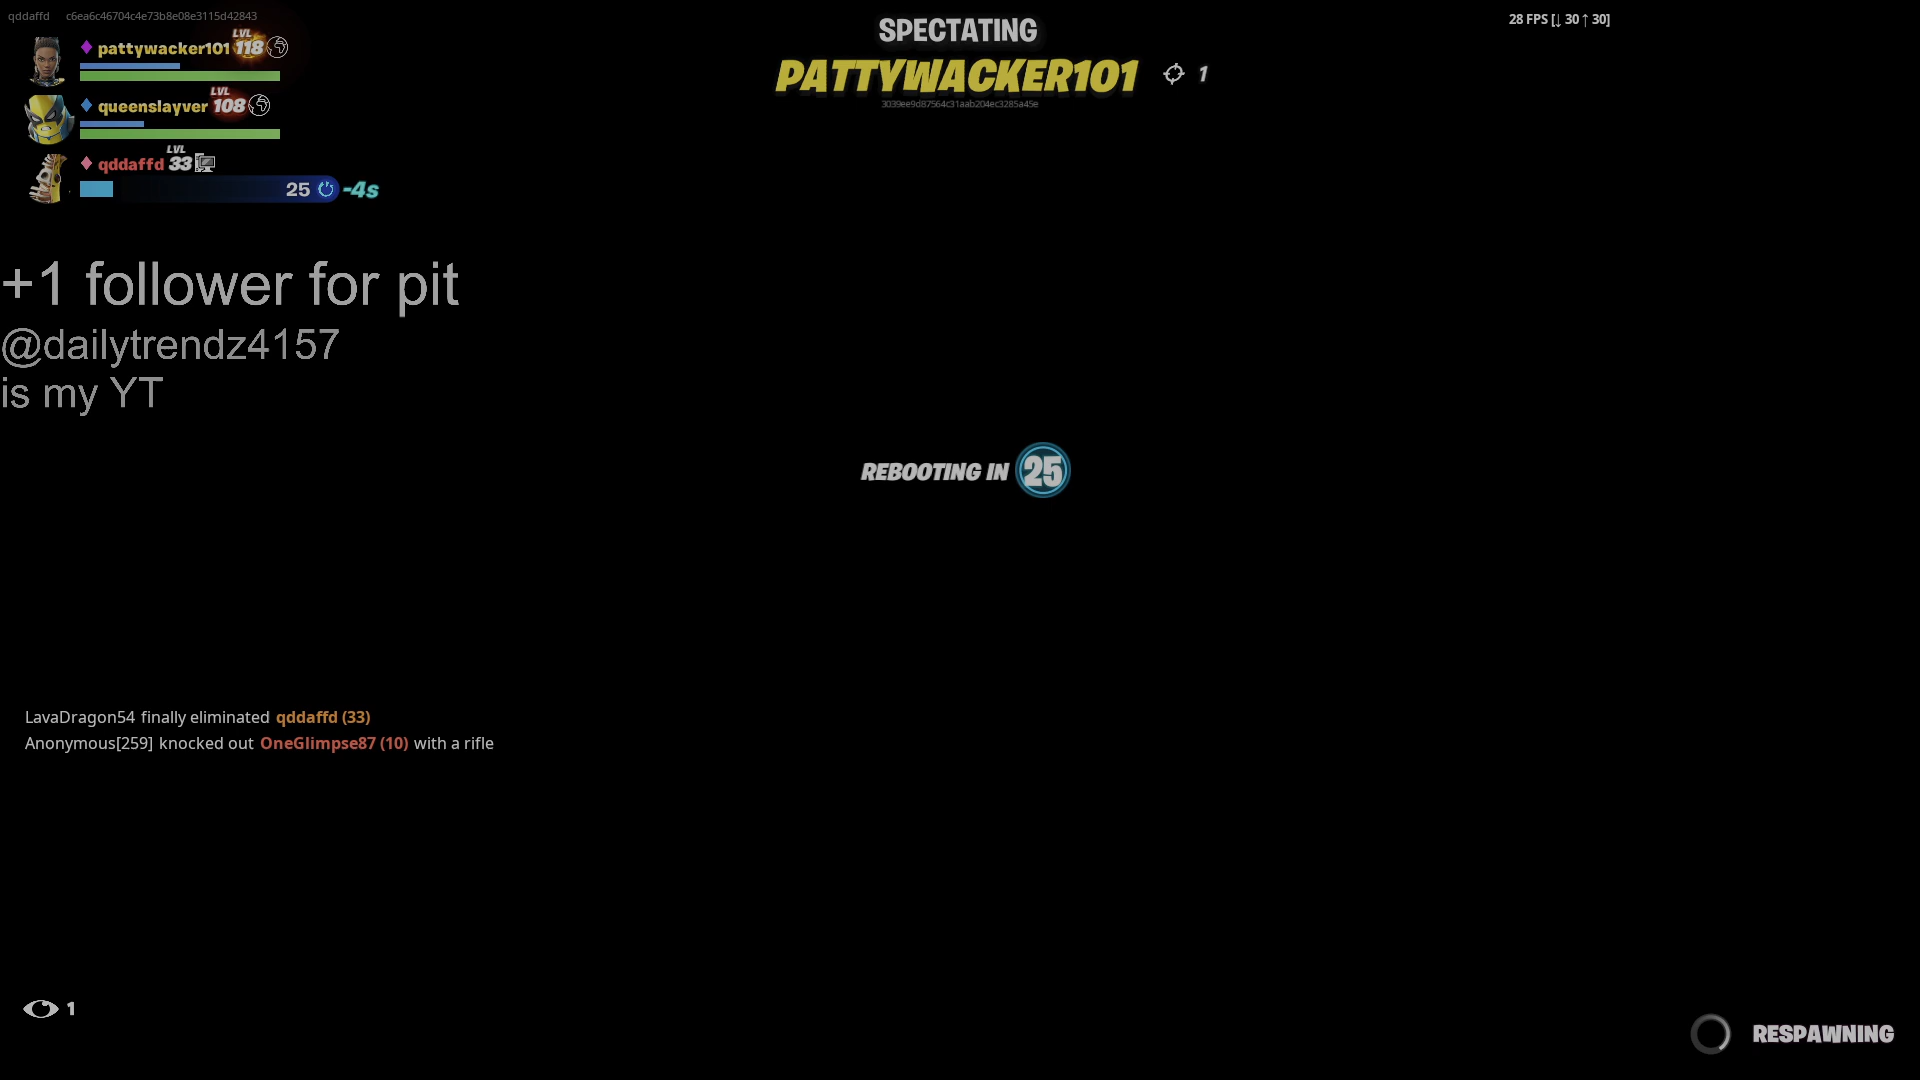 qddaffd c6ea6c46704c4e73b8e08e3115d42843
SPECTATING
28 FPS [↓ 30 ↑ 30]
pattywacker101 LVL 118
PATTYWACKER101 1
3039ee9d87564c31aab204ec3285a45e
queenslayver LVL 108
qddaffd LVL 33
25 -4s
+1 follower for pit
@dailytrendz4157
is my YT
REBOOTING IN 25
LavaDragon54 finally eliminated qddaffd (33)
Anonymous[259] knocked out OneGlimpse87 (10) with a rifle
1
RESPAWNING